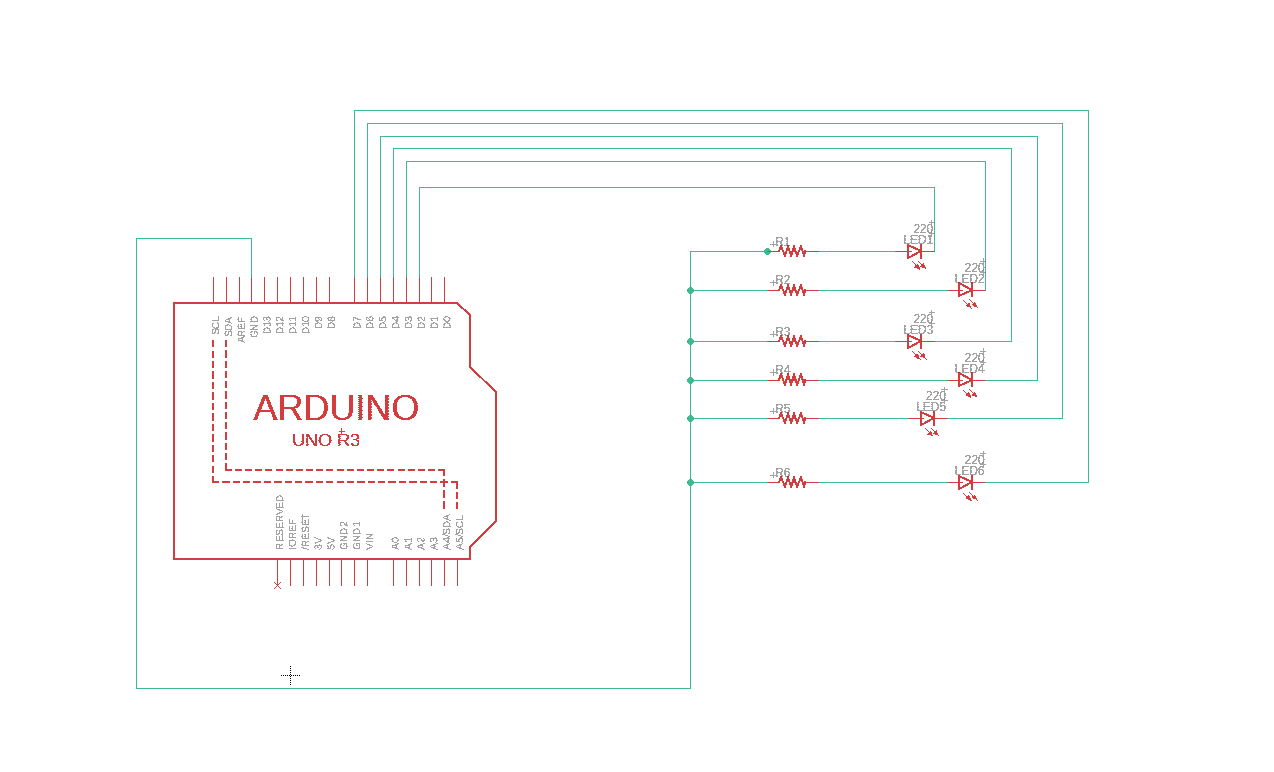 220
LED1
R1
220
LED2
R2
220
LED3
R3
220
LED4
R4
220
LED5
R5
220
LED6
R6
SCL
SDA
AREF
GND
D13
D12
D11
D10
D9
D8
D7
D6
D5
D4
D3
D2
D1
D0
ARDUINO
UNO R3
RESERVED
IOREF
/RESET
3V
5V
GND2
GND1
VIN
A0
A1
A2
A3
A4/SDA
A5/SCL